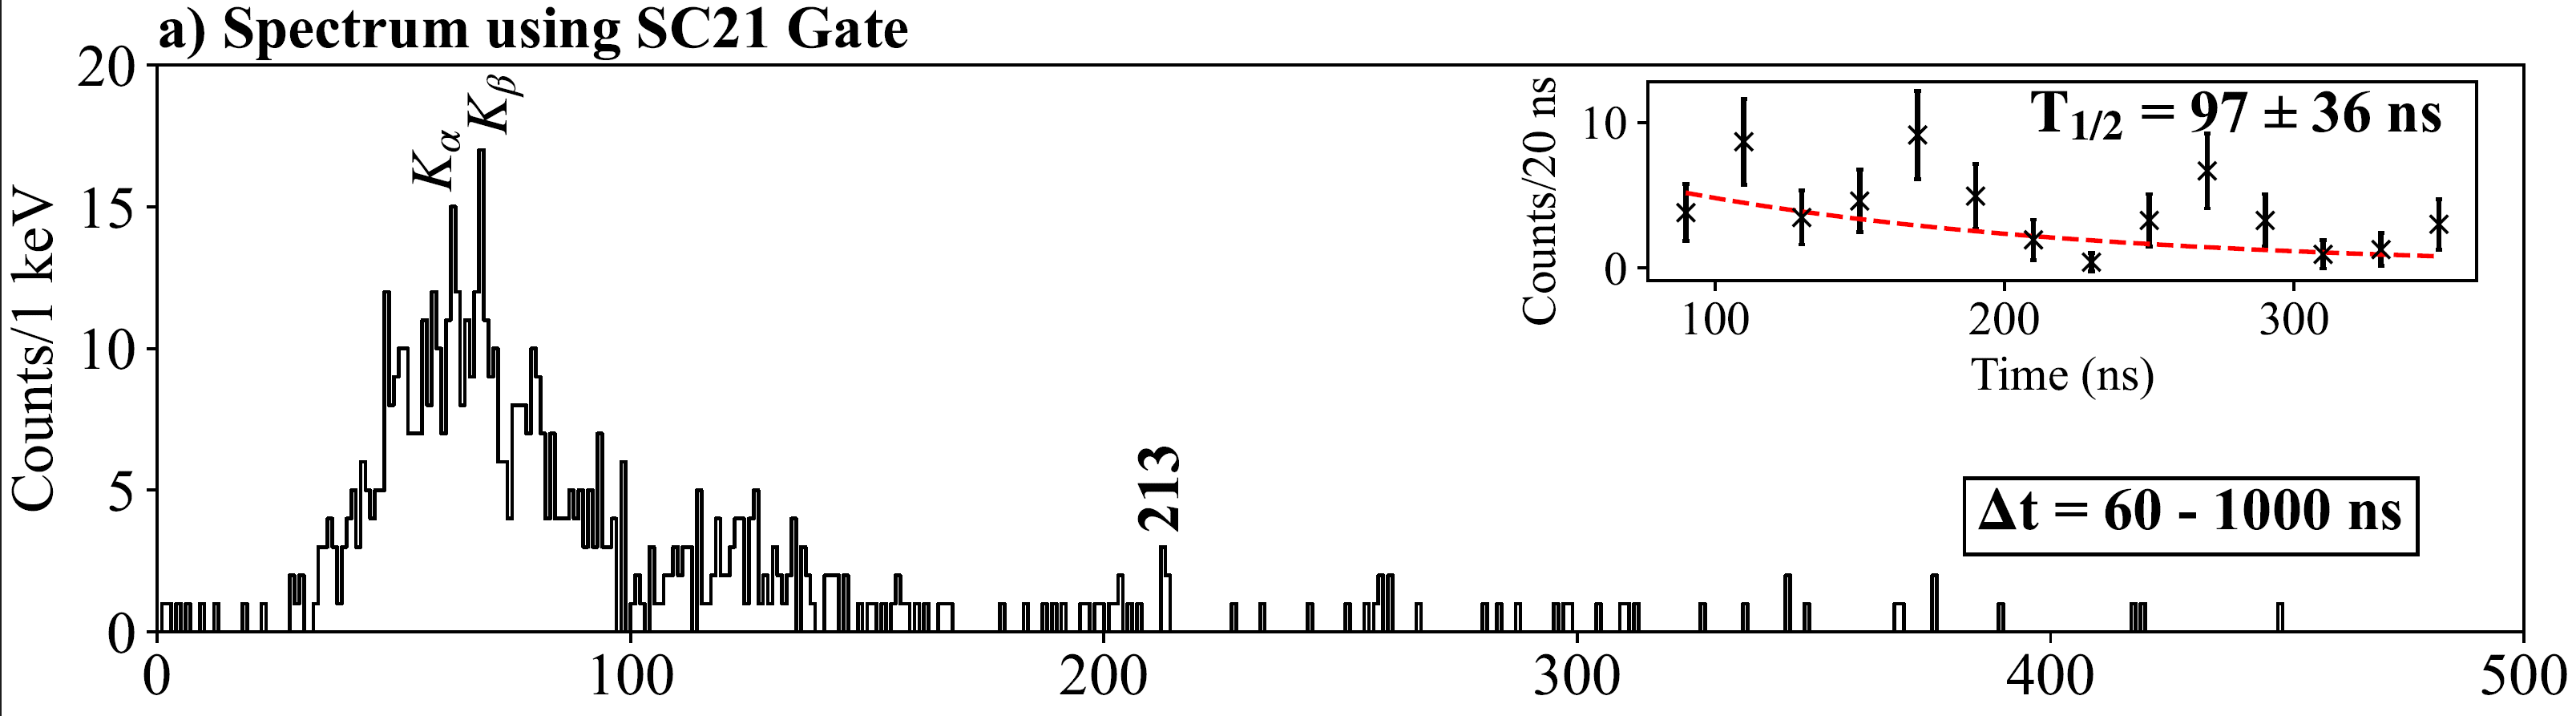 a) Spectrum using SC21 Gate
Counts/1 keV
20
15
10
5
0
0 100 200 300 400 500
Kα
Kβ
213
Counts/20 ns
10
0
T1/2 = 97 ± 36 ns
100 200 300
Time (ns)
Δt = 60 - 1000 ns